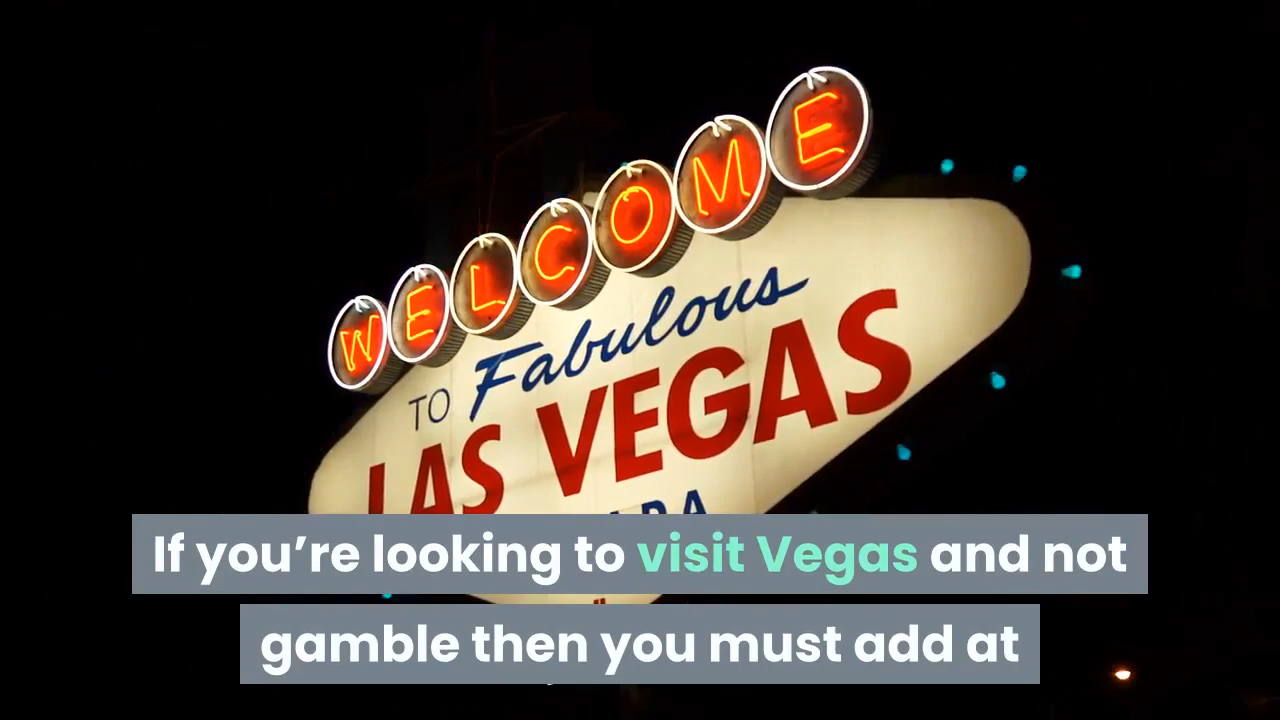 WELCOME
TO Fabulous
LAS VEGAS
If you’re looking to visit Vegas and not
gamble then you must add at